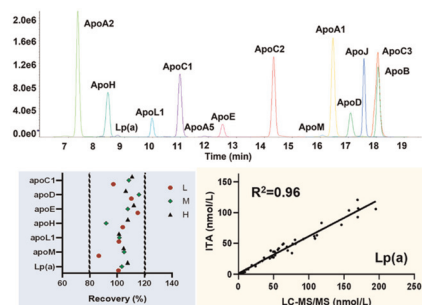 2.0e6
1.6e6
1.2e6
8.0e5
4.0e5
0.0e0
ApoA2
ApoH
Lp(a)
ApoL1
ApoC1
ApoA5
ApoE
ApoC2
ApoM
ApoA1
ApoD
ApoJ
ApoC3
ApoB
7 8 9 10 11 12 13 14 15 16 17 18 19
Time (min)
apoC1
apoD
apoE
apoH
apoL1
apoM
Lp(a)
L
M
H
60 80 100 120 140
Recovery (%)
R²=0.96
ITA (nmol/L)
200
150
100
50
0
0 50 100 150 200
LC-MS/MS (nmol/L)
Lp(a)